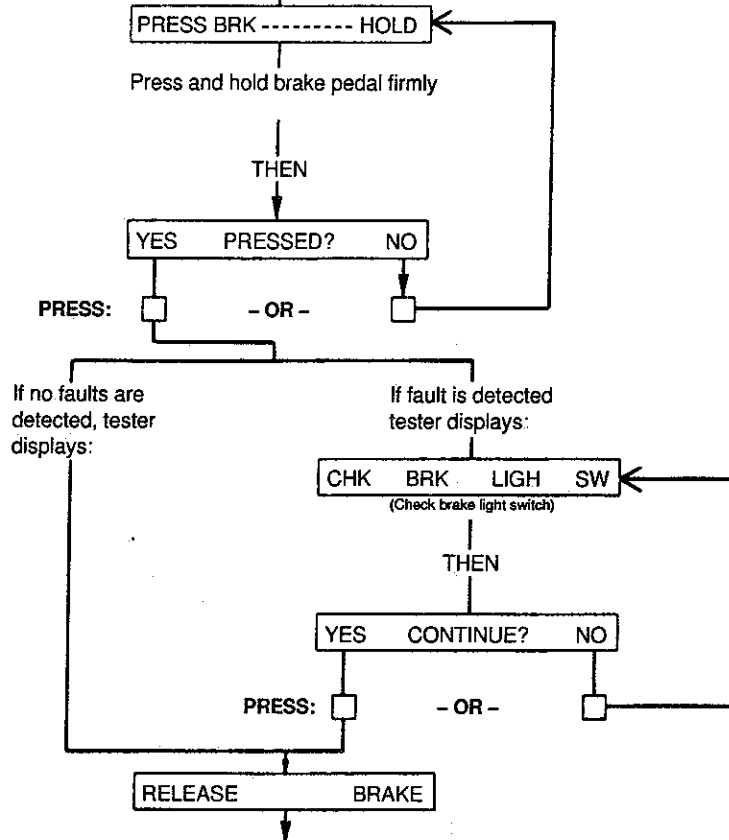 PRESS BRK --------- HOLD
Press and hold brake pedal firmly
THEN
YES PRESSED? NO
PRESS: – OR –
If no faults are
detected, tester
displays:
If fault is detected
tester displays:
CHK BRK LIGH SW
(Check brake light switch)
THEN
YES CONTINUE? NO
PRESS: – OR –
RELEASE BRAKE